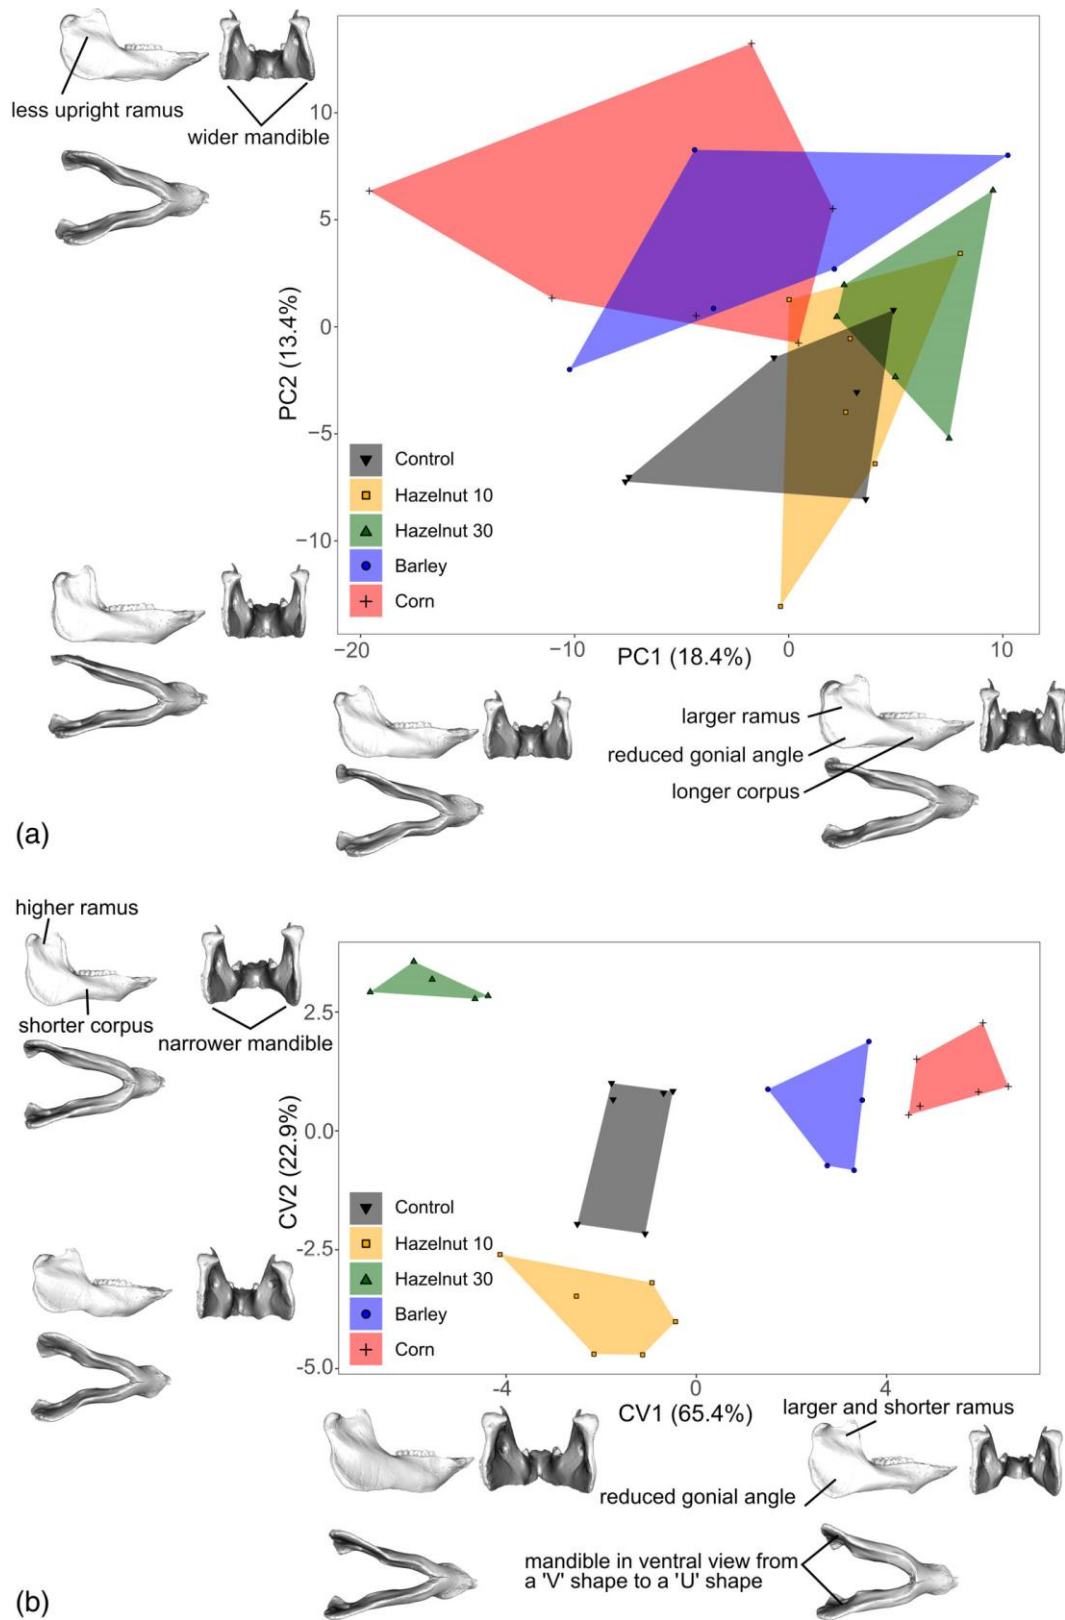 less upright ramus
wider mandible
10
5
0
−5
−10
PC2 (13.4%)
Control
Hazelnut 10
Hazelnut 30
Barley
Corn
−20
−10
0
10
PC1 (18.4%)
larger ramus
reduced gonial angle
longer corpus
(a)
higher ramus
shorter corpus
narrower mandible
2.5
0.0
-2.5
-5.0
CV2 (22.9%)
Control
Hazelnut 10
Hazelnut 30
Barley
Corn
-4
0
4
CV1 (65.4%)
larger and shorter ramus
reduced gonial angle
mandible in ventral view from
a 'V' shape to a 'U' shape
(b)